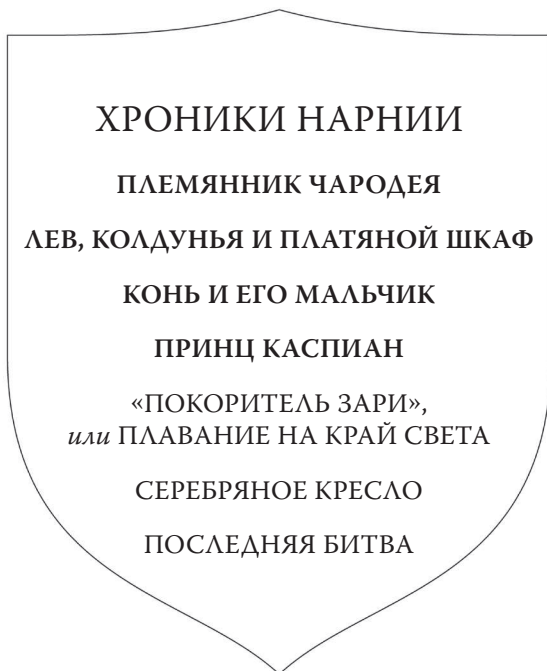 ХРОНИКИ НАРНИИ
ПЛЕМЯННИК ЧАРОДЕЯ
ЛЕВ, КОЛДУНЬЯ И ПЛАТЯНОЙ ШКАФ
КОНЬ И ЕГО МАЛЬЧИК
ПРИНЦ КАСПИАН
«ПОКОРИТЕЛЬ ЗАРИ»,
или ПЛАВАНИЕ НА КРАЙ СВЕТА
СЕРЕБРЯНОЕ КРЕСЛО
ПОСЛЕДНЯЯ БИТВА